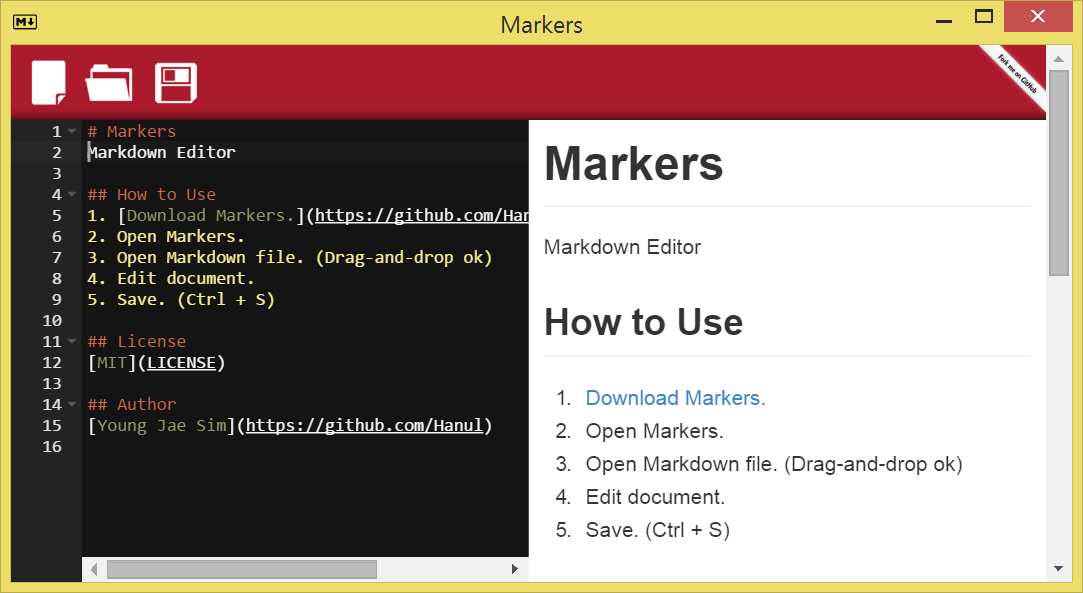 M↓
Markers
Fork me on GitHub
1 # Markers
2 Markdown Editor
3
4 ## How to Use
5 1. [Download Markers.](https://github.com/Han
6 2. Open Markers.
7 3. Open Markdown file. (Drag-and-drop ok)
8 4. Edit document.
9 5. Save. (Ctrl + S)
10
11 ## License
12 [MIT](LICENSE)
13
14 ## Author
15 [Young Jae Sim](https://github.com/Hanul)
16
Markers
Markdown Editor
How to Use
1. Download Markers.
2. Open Markers.
3. Open Markdown file. (Drag-and-drop ok)
4. Edit document.
5. Save. (Ctrl + S)